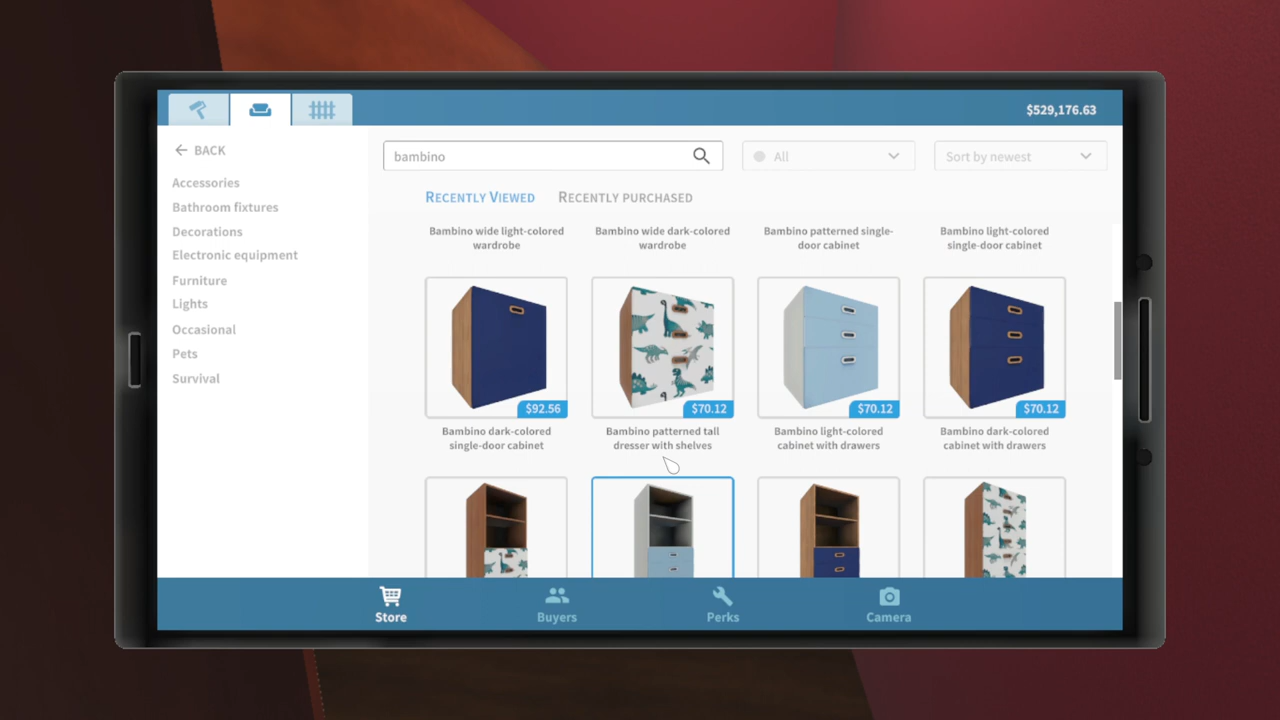 $529,176.63
BACK
bambino
All
Sort by newest
Accessories
Bathroom fixtures
Decorations
Electronic equipment
Furniture
Lights
Occasional
Pets
Survival
RECENTLY VIEWED
RECENTLY PURCHASED
Bambino wide light-colored
wardrobe
Bambino wide dark-colored
wardrobe
Bambino patterned single-
door cabinet
Bambino light-colored
single-door cabinet
$92.56
$70.12
$70.12
$70.12
Bambino dark-colored
single-door cabinet
Bambino patterned tall
dresser with shelves
Bambino light-colored
cabinet with drawers
Bambino dark-colored
cabinet with drawers
Store
Buyers
Perks
Camera